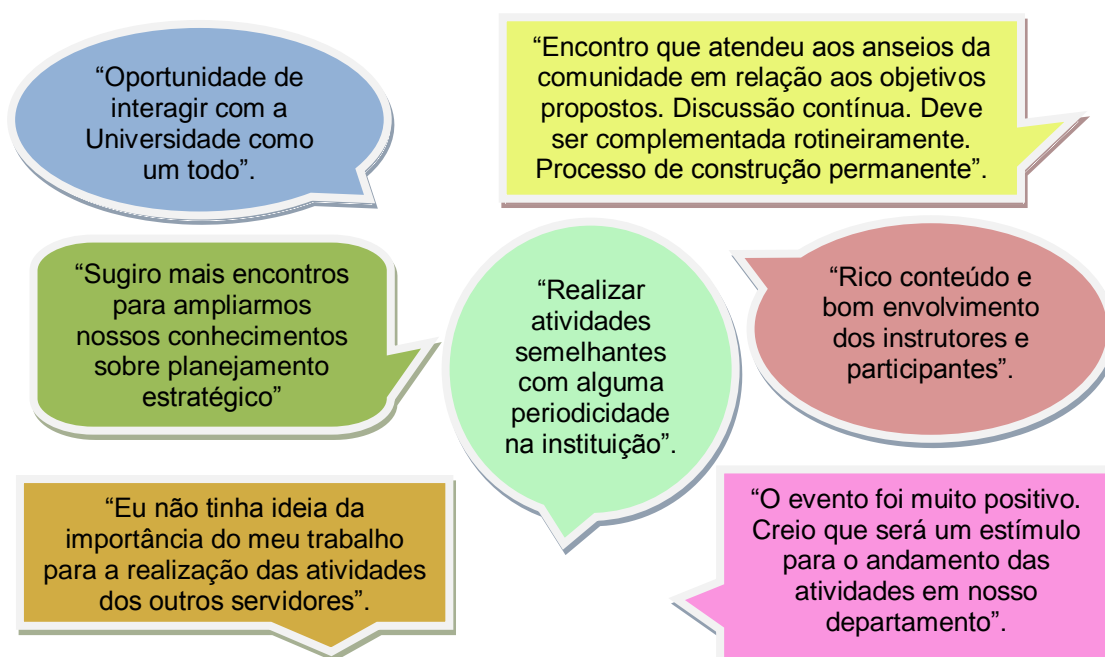 “Oportunidade de
interagir com a
Universidade como
um todo”.
“Encontro que atendeu aos anseios da
comunidade em relação aos objetivos
propostos. Discussão contínua. Deve
ser complementada rotineiramente.
Processo de construção permanente”.
“Sugiro mais encontros
para ampliarmos
nossos conhecimentos
sobre planejamento
estratégico”
“Realizar
atividades
semelhantes
com alguma
periodicidade
na instituição”.
“Rico conteúdo e
bom envolvimento
dos instrutores e
participantes”.
“Eu não tinha ideia da
importância do meu trabalho
para a realização das atividades
dos outros servidores”.
“O evento foi muito positivo.
Creio que será um estímulo
para o andamento das
atividades em nosso
departamento”.